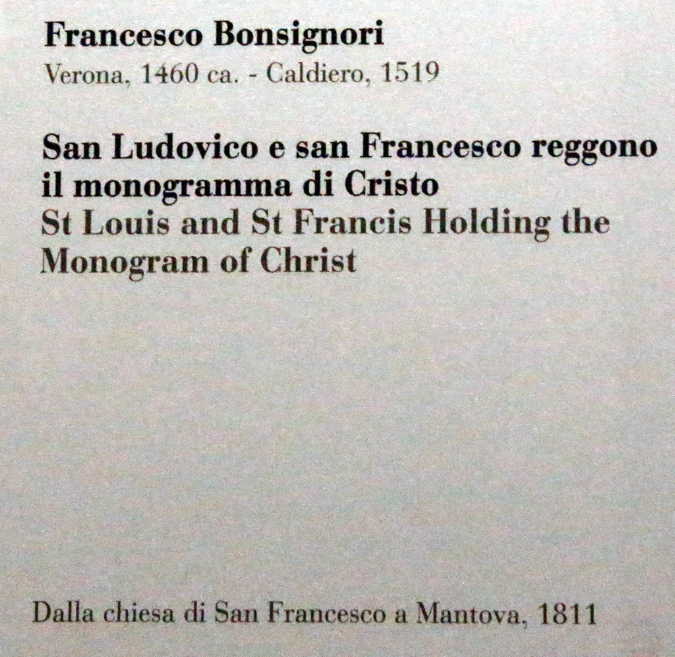 Francesco Bonsignori
Verona, 1460 ca. - Caldiero, 1519
San Ludovico e san Francesco reggono
il monogramma di Cristo
St Louis and St Francis Holding the
Monogram of Christ
Dalla chiesa di San Francesco a Mantova, 1811